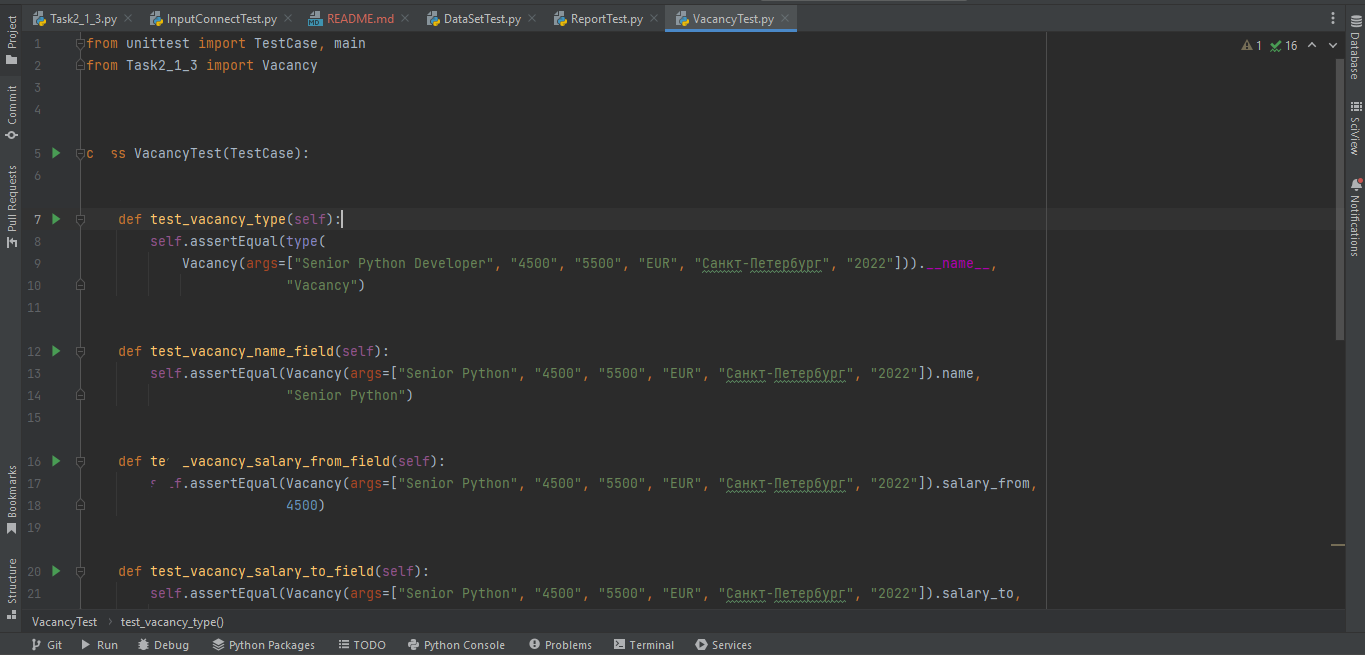 Task2_1_3.py InputConnectTest.py README.md DataSetTest.py ReportTest.py VacancyTest.py
Project
Commit
Pull Requests
Bookmarks
Structure
1 from unittest import TestCase, main
2 from Task2_1_3 import Vacancy
3
4
5 VacancyTest(TestCase):
6
7 def test_vacancy_type(self):
8 self.assertEqual(type(
9 Vacancy(args=["Senior Python Developer", "4500", "5500", "EUR", "Санкт-Петербург", "2022"])).__name__,
10 "Vacancy")
11
12 def test_vacancy_name_field(self):
13 self.assertEqual(Vacancy(args=["Senior Python", "4500", "5500", "EUR", "Санкт-Петербург", "2022"]).name,
14 "Senior Python")
15
16 def _vacancy_salary_from_field(self):
17 .assertEqual(Vacancy(args=["Senior Python", "4500", "5500", "EUR", "Санкт-Петербург", "2022"]).salary_from,
18 4500)
19
20 def test_vacancy_salary_to_field(self):
21 self.assertEqual(Vacancy(args=["Senior Python", "4500", "5500", "EUR", "Санкт-Петербург", "2022"]).salary_to,
1 16
Database
SciView
Notifications
VacancyTest test_vacancy_type()
Git Run Debug Python Packages TODO Python Console Problems Terminal Services